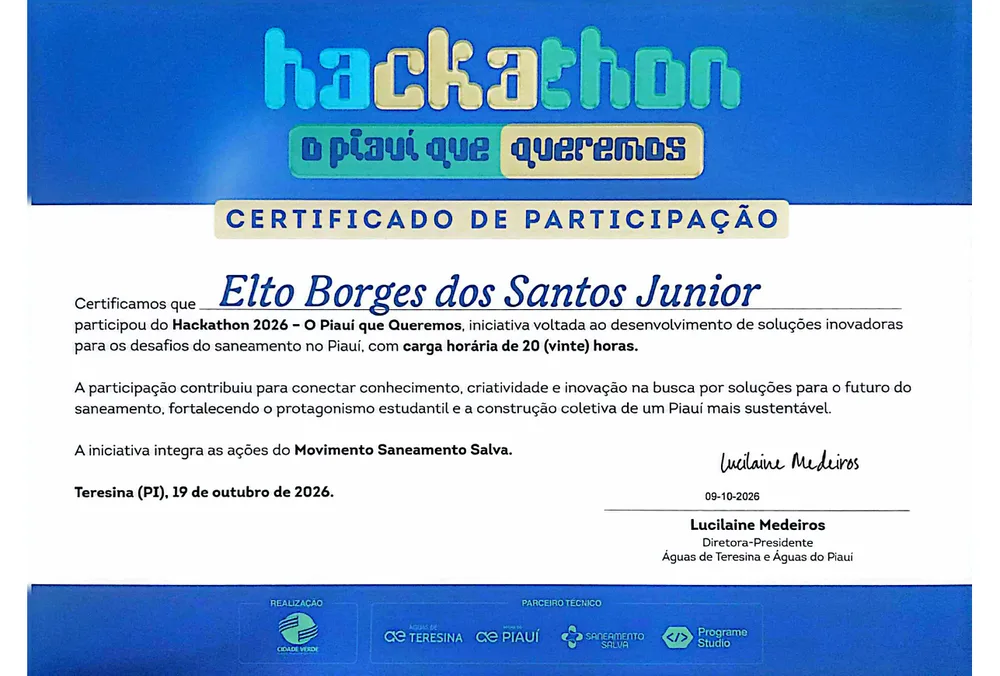 hackathon
o piauí que queremos
CERTIFICADO DE PARTICIPAÇÃO
Certificamos que Elto Borges dos Santos Junior
participou do Hackathon 2026 – O Piauí que Queremos, iniciativa voltada ao desenvolvimento de soluções inovadoras
para os desafios do saneamento no Piauí, com carga horária de 20 (vinte) horas.
A participação contribuiu para conectar conhecimento, criatividade e inovação na busca por soluções para o futuro do
saneamento, fortalecendo o protagonismo estudantil e a construção coletiva de um Piauí mais sustentável.
A iniciativa integra as ações do Movimento Saneamento Salva.
Teresina (PI), 19 de outubro de 2026.
Lucilaine Medeiros
09-10-2026
Lucilaine Medeiros
Diretora-Presidente
Águas de Teresina e Águas do Piauí
REALIZAÇÃO
CIDADE VERDE
PARCEIRO TÉCNICO
ÁGUAS DE
TERESINA
PIAUÍ
SANEAMENTO
SALVA
</> Programe
Studio